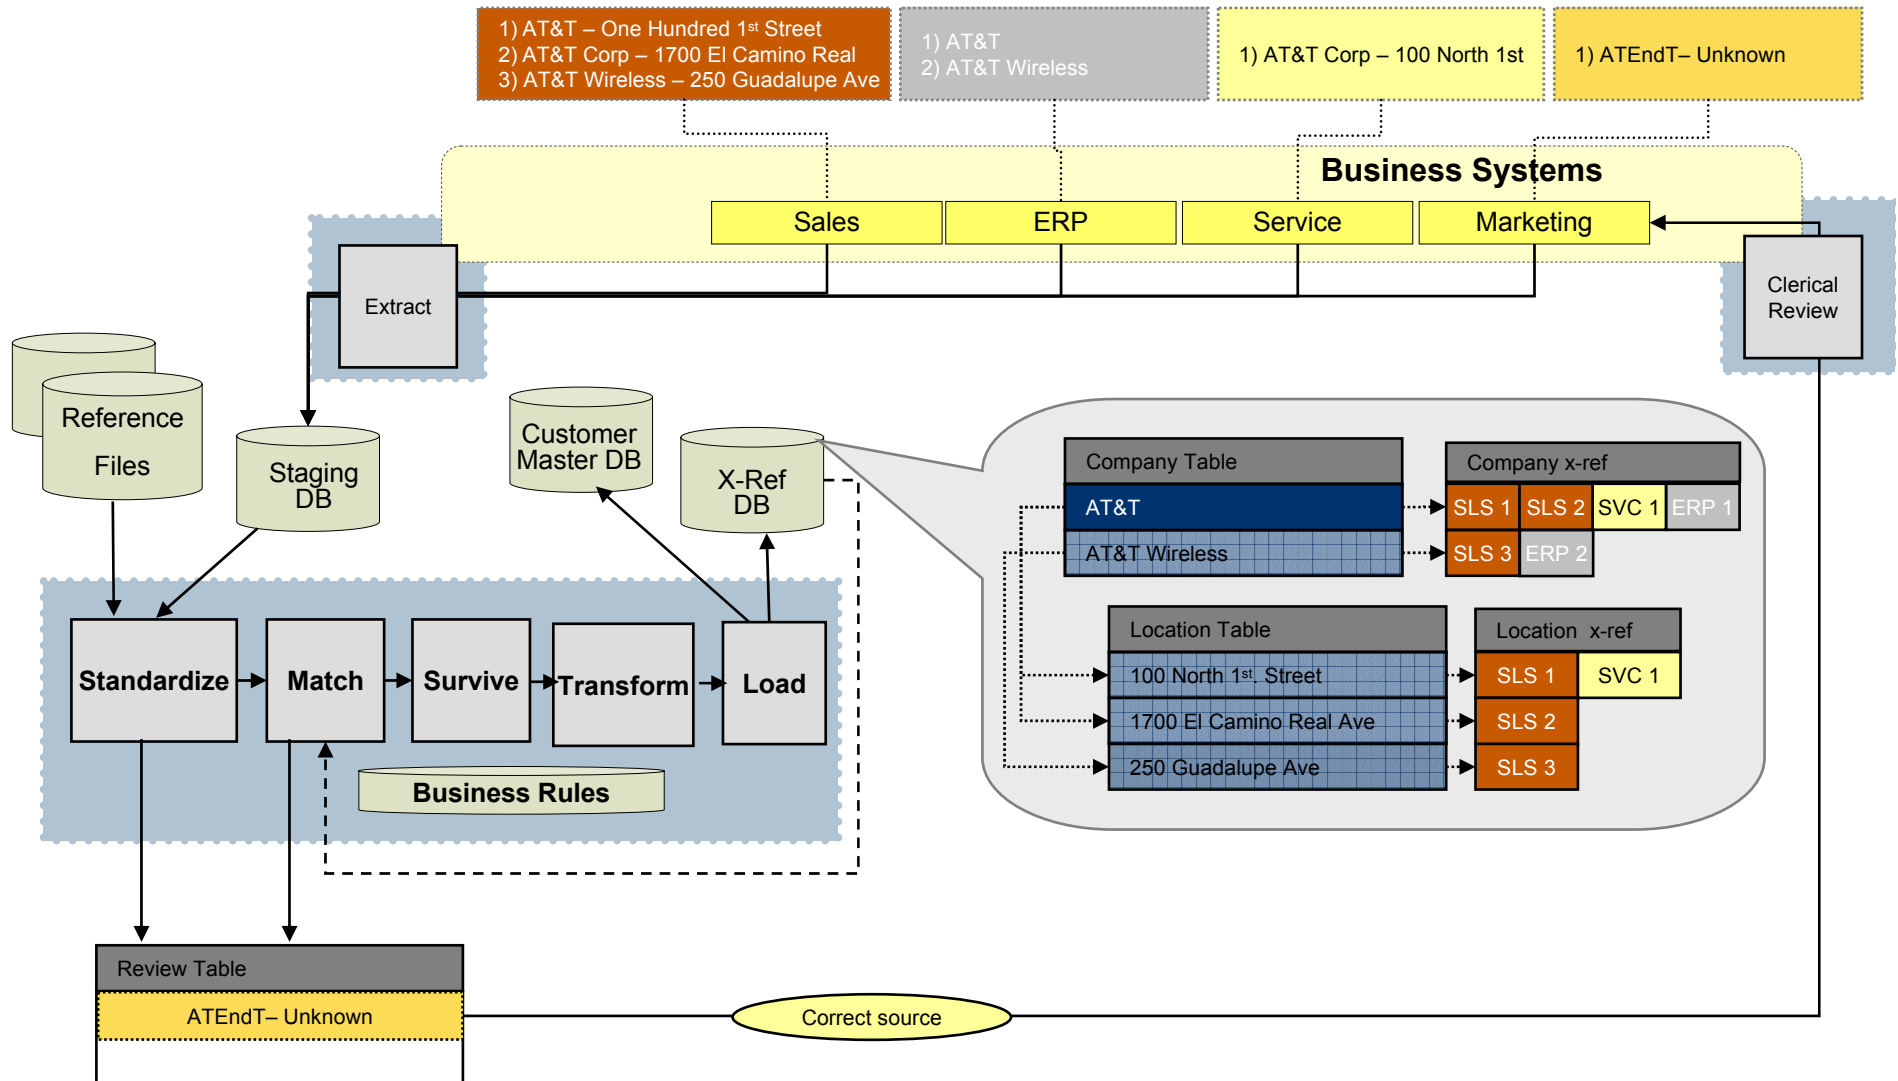 1) AT&T – One Hundred 1st Street
2) AT&T Corp – 1700 El Camino Real
3) AT&T Wireless – 250 Guadalupe Ave
1) AT&T
2) AT&T Wireless
1) AT&T Corp – 100 North 1st
1) ATEndT– Unknown
Business Systems
Sales
ERP
Service
Marketing
Extract
Clerical
Review
Reference
Files
Staging
DB
Customer
Master DB
X-Ref
DB
Company Table
Company x-ref
AT&T
SLS 1
SLS 2
SVC 1
ERP 1
AT&T Wireless
SLS 3
ERP 2
Location Table
Location x-ref
100 North 1st. Street
SLS 1
SVC 1
1700 El Camino Real Ave
SLS 2
250 Guadalupe Ave
SLS 3
Standardize
Match
Survive
Transform
Load
Business Rules
Review Table
ATEndT– Unknown
Correct source